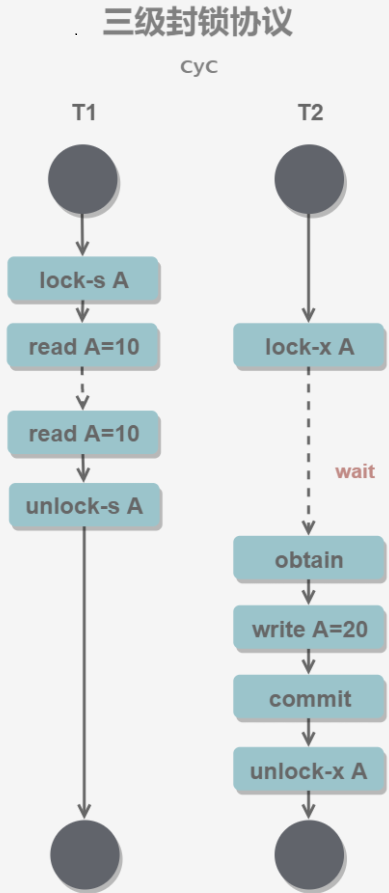 三级封锁协议
CyC
T1
T2
lock-s A
read A=10
lock-x A
read A=10
wait
unlock-s A
obtain
write A=20
commit
unlock-x A